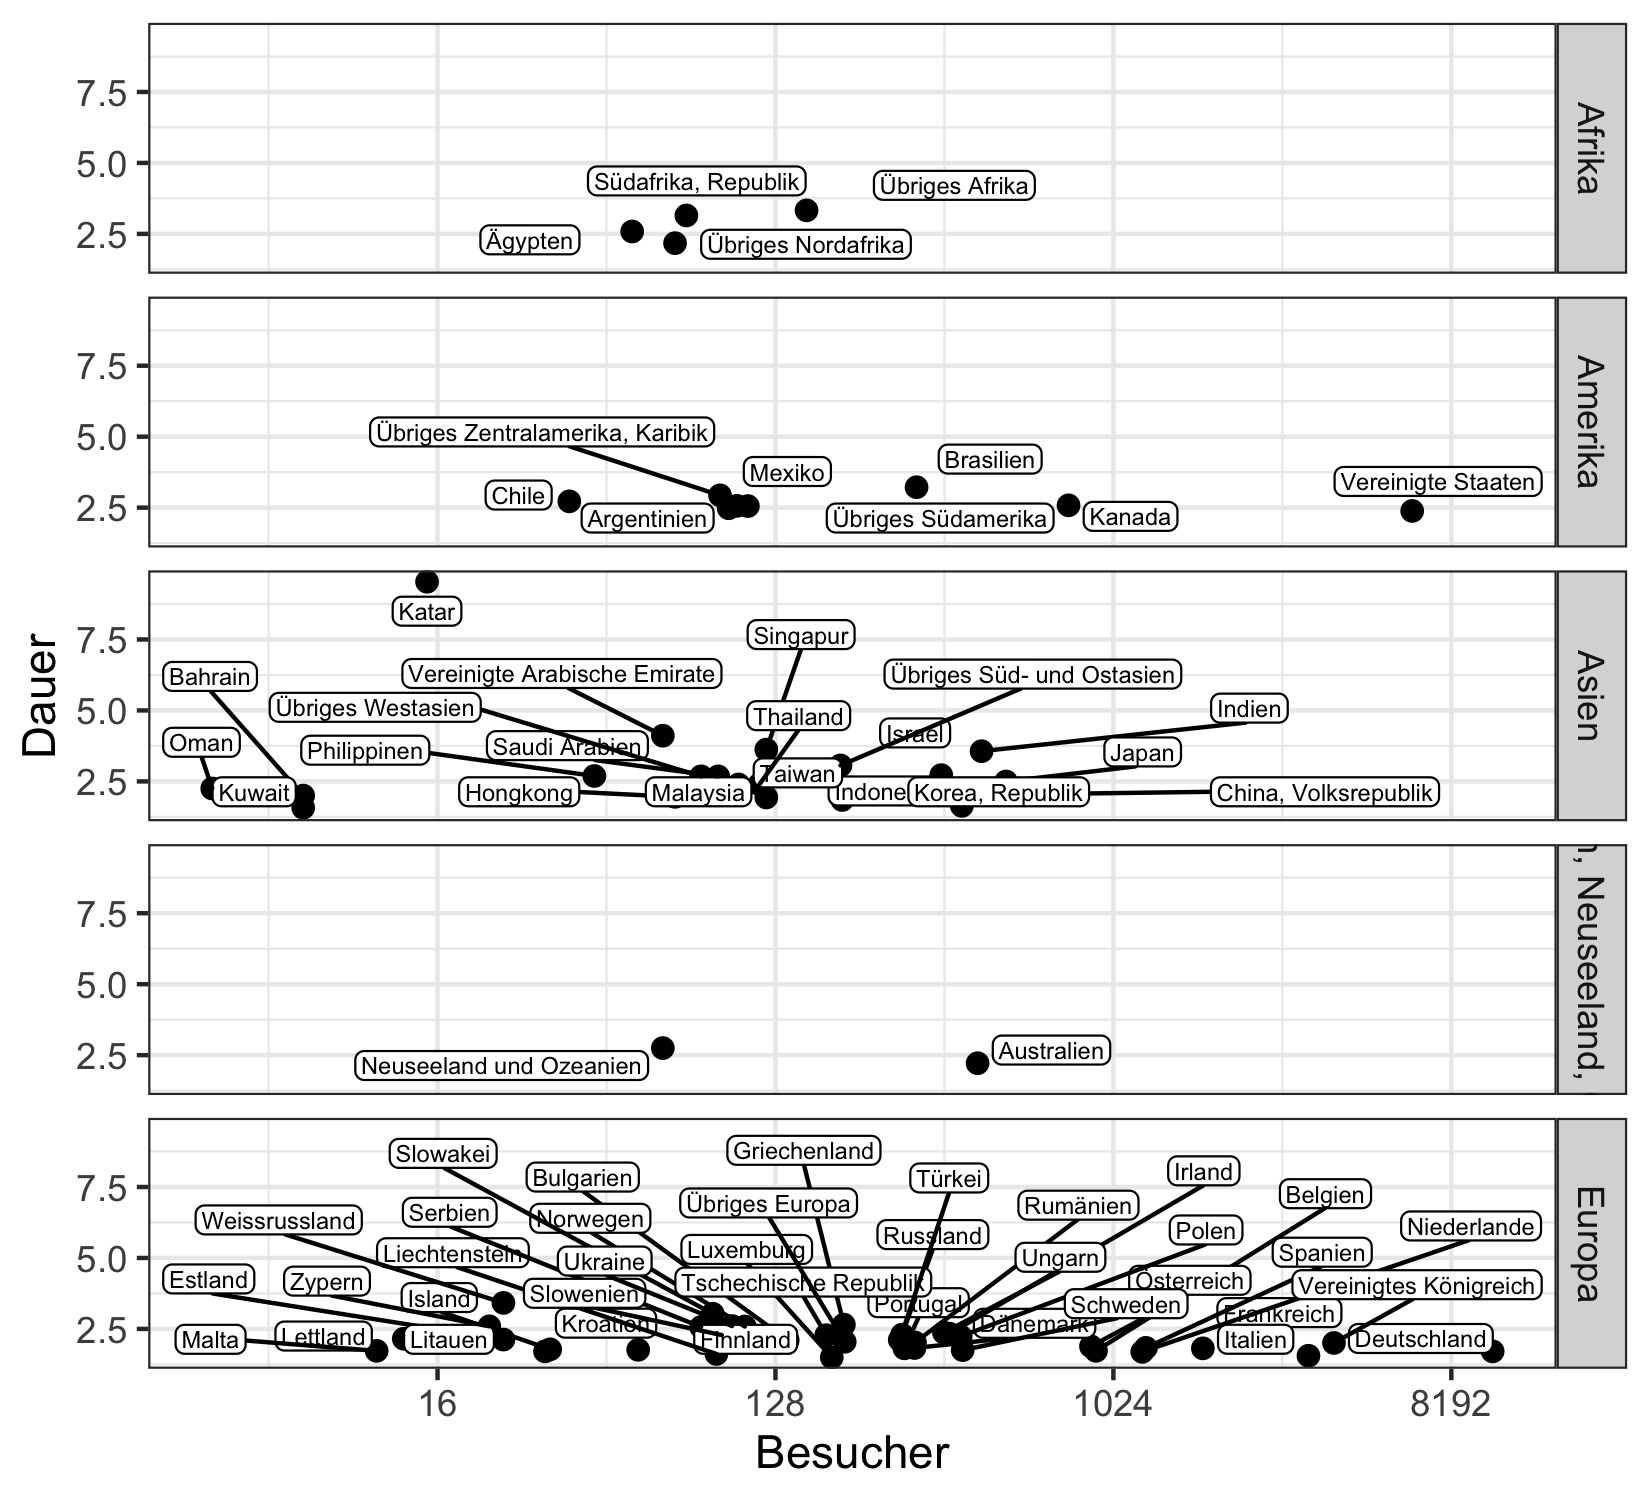 7.5
5.0
2.5
Südafrika, Republik
Übriges Afrika
Ägypten
Übriges Nordafrika
Afrika
7.5
5.0
2.5
Übriges Zentralamerika, Karibik
Mexiko
Brasilien
Vereinigte Staaten
Chile
Argentinien
Übriges Südamerika
Kanada
Amerika
7.5
5.0
2.5
Katar
Singapur
Bahrain
Vereinigte Arabische Emirate
Übriges Süd- und Ostasien
Übriges Westasien
Thailand
Indien
Oman
Philippinen
Saudi Arabien
Israel
Japan
Taiwan
Kuwait
Hongkong
Malaysia
Indone
Korea, Republik
China, Volksrepublik
Asien
Dauer
7.5
5.0
2.5
Neuseeland und Ozeanien
Australien
, Neuseeland,
7.5
5.0
2.5
Slowakei
Griechenland
Bulgarien
Türkei
Irland
Belgien
Übriges Europa
Rumänien
Weissrussland
Serbien
Norwegen
Niederlande
Polen
Russland
Luxemburg
Liechtenstein
Ukraine
Ungarn
Spanien
Estland
Zypern
Tschechische Republik
Österreich
Vereinigtes Königreich
Island
Slowenien
Portugal
Schweden
Frankreich
Kroatien
Dänemark
Malta
Lettland
Litauen
Finnland
Italien
Deutschland
Europa
16
128
1024
8192
Besucher